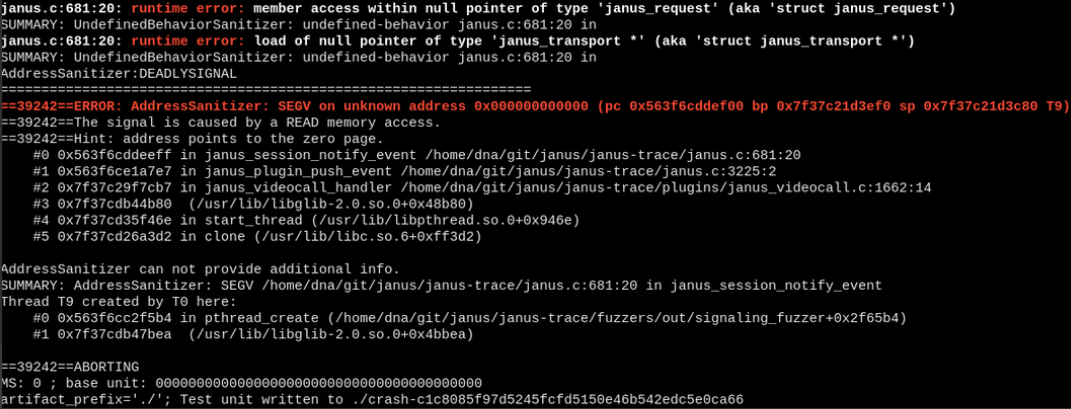 janus.c:681:20: runtime error: member access within null pointer of type 'janus_request' (aka 'struct janus_request')
SUMMARY: UndefinedBehaviorSanitizer: undefined-behavior janus.c:681:20 in
janus.c:681:20: runtime error: load of null pointer of type 'janus_transport *' (aka 'struct janus_transport *')
SUMMARY: UndefinedBehaviorSanitizer: undefined-behavior janus.c:681:20 in
AddressSanitizer:DEADLYSIGNAL
=================================================================
==39242==ERROR: AddressSanitizer: SEGV on unknown address 0x000000000000 (pc 0x563f6cddef00 bp 0x7f37c21d3ef0 sp 0x7f37c21d3c80 T9)
==39242==The signal is caused by a READ memory access.
==39242==Hint: address points to the zero page.
#0 0x563f6cddeeff in janus_session_notify_event /home/dna/git/janus/janus-trace/janus.c:681:20
#1 0x563f6ce1a7e7 in janus_plugin_push_event /home/dna/git/janus/janus-trace/janus.c:3225:2
#2 0x7f37c29f7cb7 in janus_videocall_handler /home/dna/git/janus/janus-trace/plugins/janus_videocall.c:1662:14
#3 0x7f37cdb44b80  (/usr/lib/libglib-2.0.so.0+0x48b80)
#4 0x7f37cd35f46e in start_thread (/usr/lib/libpthread.so.0+0x946e)
#5 0x7f37cd26a3d2 in clone (/usr/lib/libc.so.6+0xff3d2)
AddressSanitizer can not provide additional info.
SUMMARY: AddressSanitizer: SEGV /home/dna/git/janus/janus-trace/janus.c:681:20 in janus_session_notify_event
Thread T9 created by T0 here:
#0 0x563f6cc2f5b4 in pthread_create (/home/dna/git/janus/janus-trace/fuzzers/out/signaling_fuzzer+0x2f65b4)
#1 0x7f37cdb47bea  (/usr/lib/libglib-2.0.so.0+0x4bbea)
==39242==ABORTING
MS: 0 ; base unit: 0000000000000000000000000000000000000000
artifact_prefix='./'; Test unit written to ./crash-c1c8085f97d5245fcfd5150e46b542edc5e0ca66